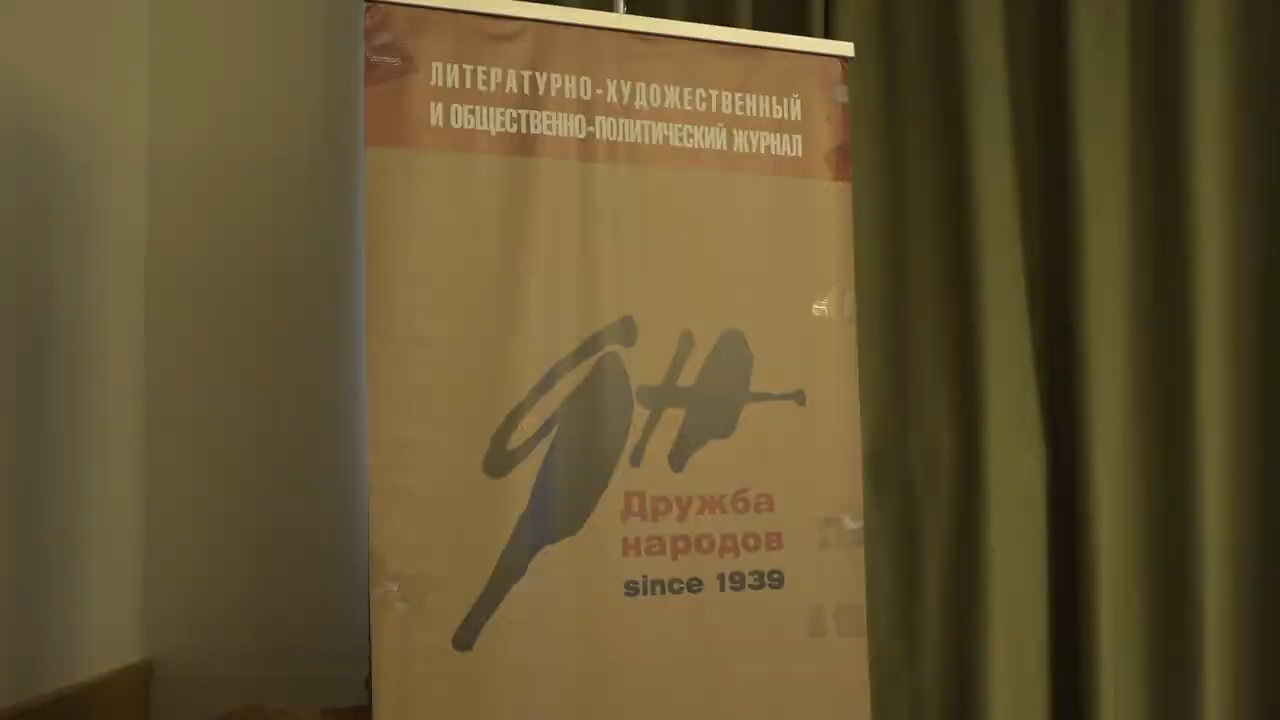 ЛИТЕРАТУРНО-ХУДОЖЕСТВЕННЫЙ
И ОБЩЕСТВЕННО-ПОЛИТИЧЕСКИЙ ЖУРНАЛ
дн
Дружба
народов
since 1939